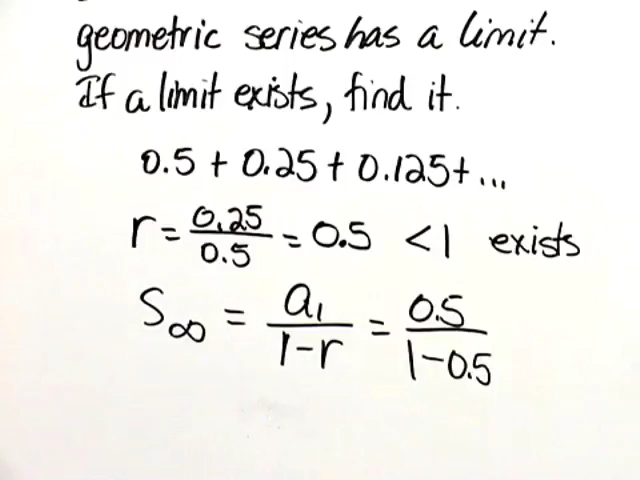 geometric series has a limit.
If a limit exists, find it.
0.5 + 0.25 + 0.125 + ...
r = 0.25/0.5 = 0.5 < 1 exists
S∞ = a₁/(1-r) = 0.5/(1-0.5)